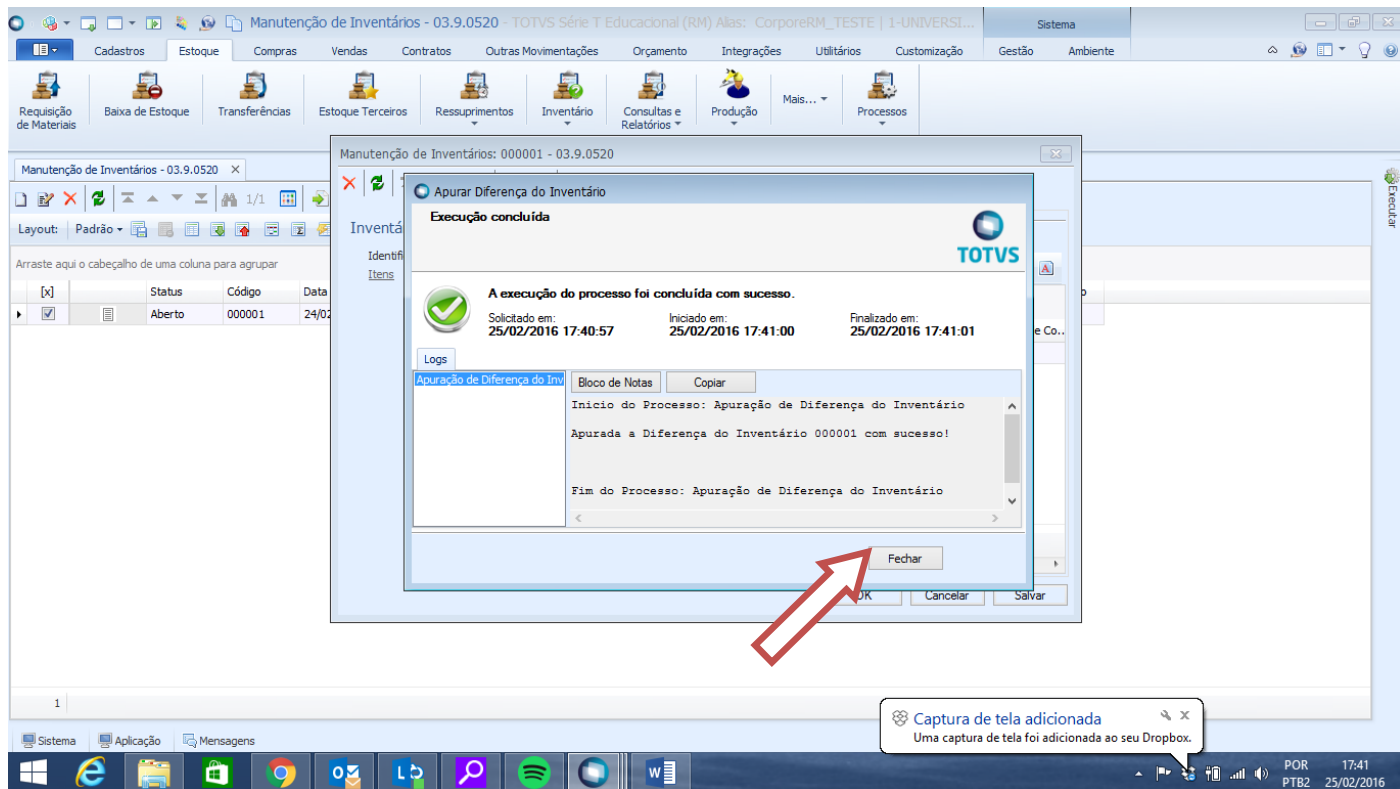 Manutenção de Inventários - 03.9.0520 - TOTVS Série T Educacional (RM) Alias: CorporeRM_TESTE | 1-UNIVERSI...
Sistema
Cadastros Estoque Compras Vendas Contratos Outras Movimentações Orçamento Integrações Utilitários Customização Gestão Ambiente
Requisição de Materiais
Baixa de Estoque
Transferências
Estoque Terceiros
Ressuprimentos
Inventário
Consultas e Relatórios
Produção
Mais...
Processos
Manutenção de Inventários - 03.9.0520 X
1/1
Layout: Padrão
Arraste aqui o cabeçalho de uma coluna para agrupar
[x] Status Código Data
Aberto 000001 24/02
1
Executar
Manutenção de Inventários: 000001 - 03.9.0520
Inventá
Identifi
Itens
e Co..
OK Cancelar Salvar
Apurar Diferença do Inventário
Execução concluída
TOTVS
A execução do processo foi concluída com sucesso.
Solicitado em: Iniciado em: Finalizado em:
25/02/2016 17:40:57 25/02/2016 17:41:00 25/02/2016 17:41:01
Logs
Apuração de Diferença do Inv
Bloco de Notas Copiar
Inicio do Processo: Apuração de Diferença do Inventário
Apurada a Diferença do Inventário 000001 com sucesso!
Fim do Processo: Apuração de Diferença do Inventário
Fechar
Captura de tela adicionada
Uma captura de tela foi adicionada ao seu Dropbox.
Sistema Aplicação Mensagens
POR 17:41
PTB2 25/02/2016